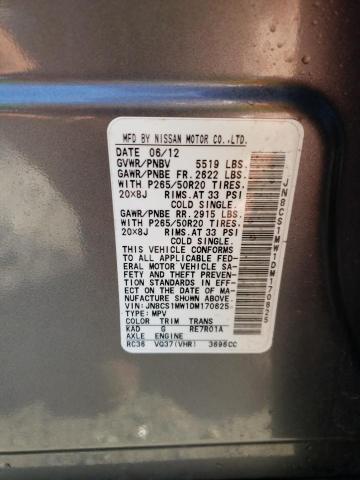 MFD BY NISSAN MOTOR CO.,LTD.
DATE 06/12
GVWR/PNBV 5519 LBS.
GAWR/PNBE FR.2622 LBS.
WITH P265/50R20 TIRES,
20X8J RIMS.AT 33 PSI
COLD SINGLE.
GAWR/PNBE RR.2915 LBS.
WITH P265/50R20 TIRES,
20X8J RIMS.AT 33 PSI
COLD SINGLE.
THIS VEHICLE CONFORMS
TO ALL APPLICABLE FED-
ERAL MOTOR VEHICLE SA-
FETY AND THEFT PREVEN-
TION STANDARDS IN EFF-
ECT ON THE DATE OF MA-
NUFACTURE SHOWN ABOVE.
VIN: JN8CS1MW1DM170625
TYPE: MPV
COLOR TRIM TRANS
KAD G RE7R01A
AXLE ENGINE
RC36 VQ37(VHR) 3696CC
JN8CS1MW1DM170625